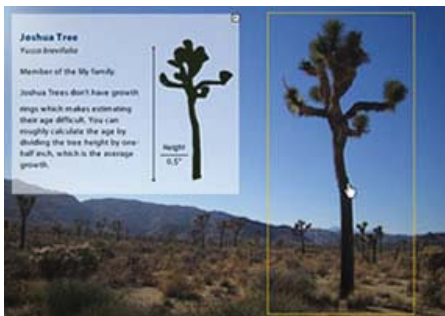 Joshua Tree
Yucca brevifolia
Member of the lily family.
Joshua Trees don't have growth
rings which makes estimating
their age difficult. You can
roughly calculate the age by
dividing the tree height by one-
half inch, which is the average
growth.
Height
0.5"